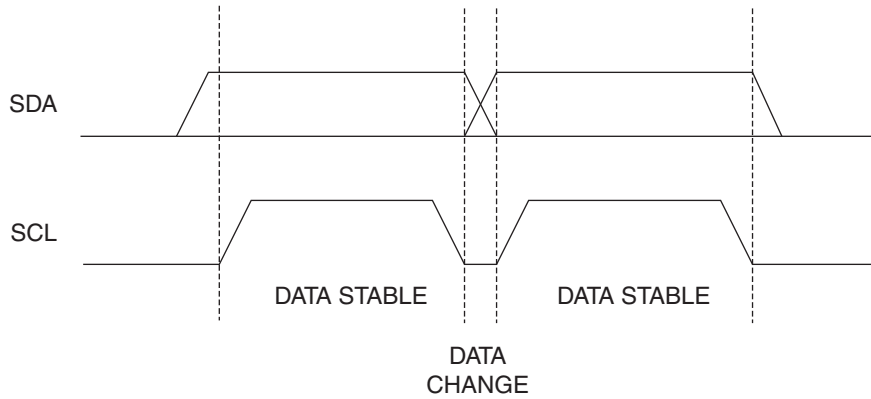 SDA
SCL
DATA STABLE
DATA STABLE
DATA
CHANGE